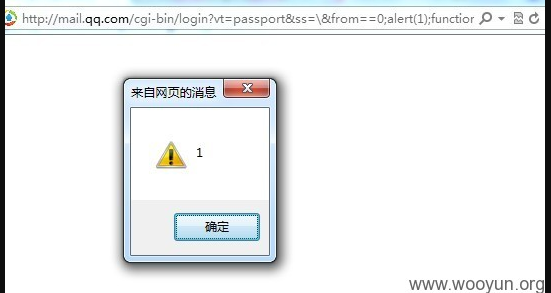 http://mail.qq.com/cgi-bin/login?vt=passport&ss=\&from==0;alert(1);function
来自网页的消息
1
确定
www.wooyun.org